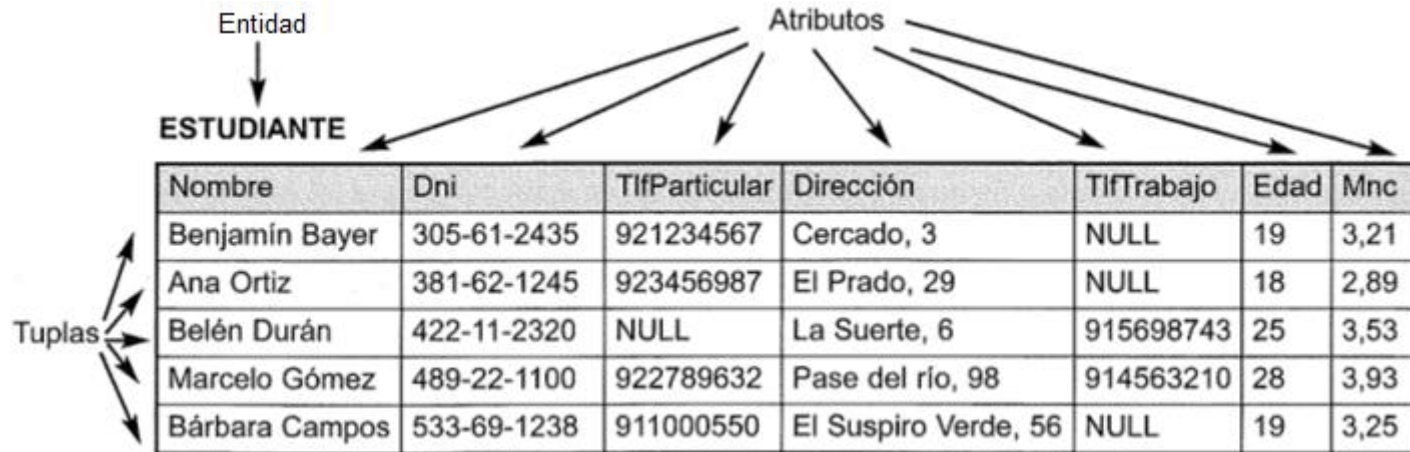 Entidad
Atributos
ESTUDIANTE
Nombre Dni TlfParticular Dirección TlfTrabajo Edad Mnc
Benjamín Bayer 305-61-2435 921234567 Cercado, 3 NULL 19 3,21
Ana Ortiz 381-62-1245 923456987 El Prado, 29 NULL 18 2,89
Tuplas Belén Durán 422-11-2320 NULL La Suerte, 6 915698743 25 3,53
Marcelo Gómez 489-22-1100 922789632 Pase del río, 98 914563210 28 3,93
Bárbara Campos 533-69-1238 911000550 El Suspiro Verde, 56 NULL 19 3,25